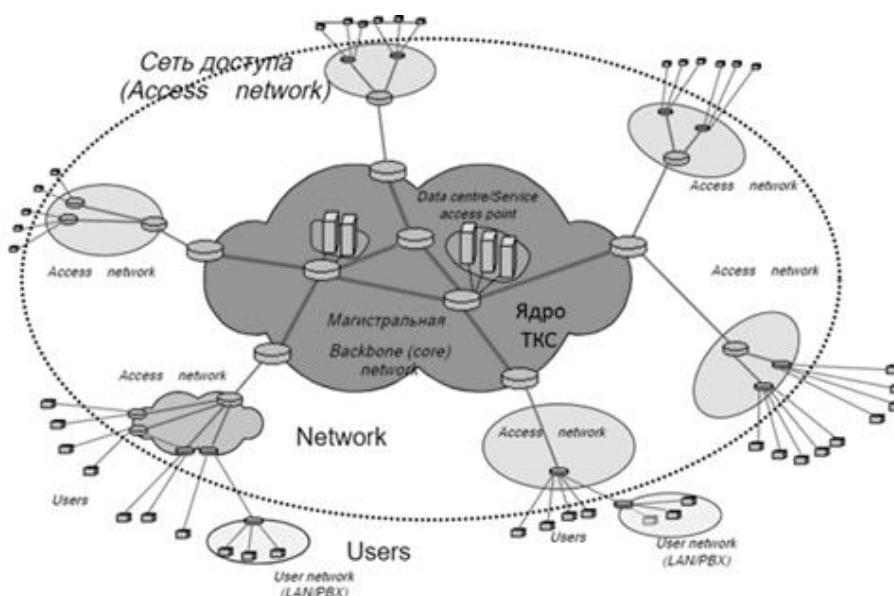 Сеть доступа
(Access network)
Access network
Data centre/Service
access point
Access network
Access network
Магистральная
Backbone (core)
network
Ядро
ТКС
Access network
Network
Access network
Users
Users
Users
User network
(LAN/PBX)
User network
(LAN/PBX)